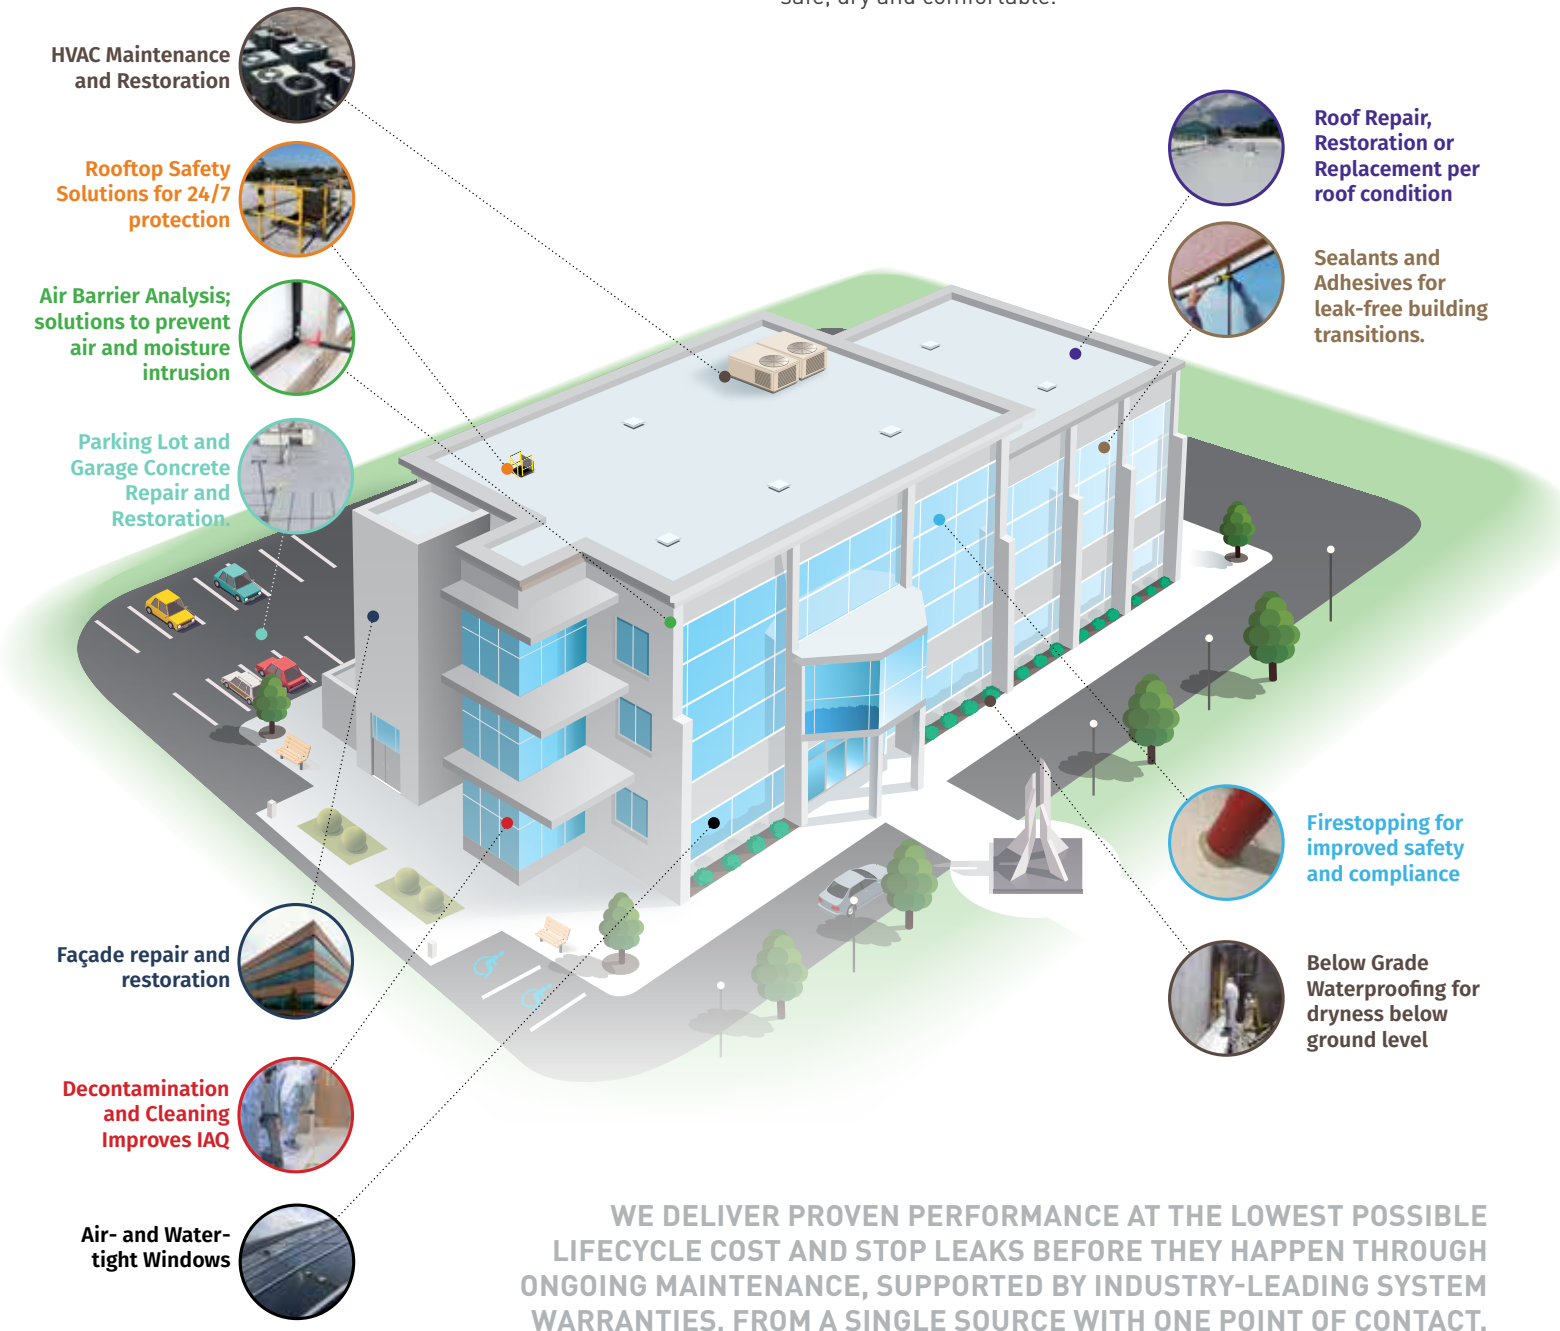 safe, dry and comfortable.
HVAC Maintenance
and Restoration
Rooftop Safety
Solutions for 24/7
protection
Air Barrier Analysis;
solutions to prevent
air and moisture
intrusion
Parking Lot and
Garage Concrete
Repair and
Restoration.
Façade repair and
restoration
Decontamination
and Cleaning
Improves IAQ
Air- and Water-
tight Windows
Roof Repair,
Restoration or
Replacement per
roof condition
Sealants and
Adhesives for
leak-free building
transitions.
Firestopping for
improved safety
and compliance
Below Grade
Waterproofing for
dryness below
ground level
WE DELIVER PROVEN PERFORMANCE AT THE LOWEST POSSIBLE
LIFECYCLE COST AND STOP LEAKS BEFORE THEY HAPPEN THROUGH
ONGOING MAINTENANCE, SUPPORTED BY INDUSTRY-LEADING SYSTEM
WARRANTIES. FROM A SINGLE SOURCE WITH ONE POINT OF CONTACT.